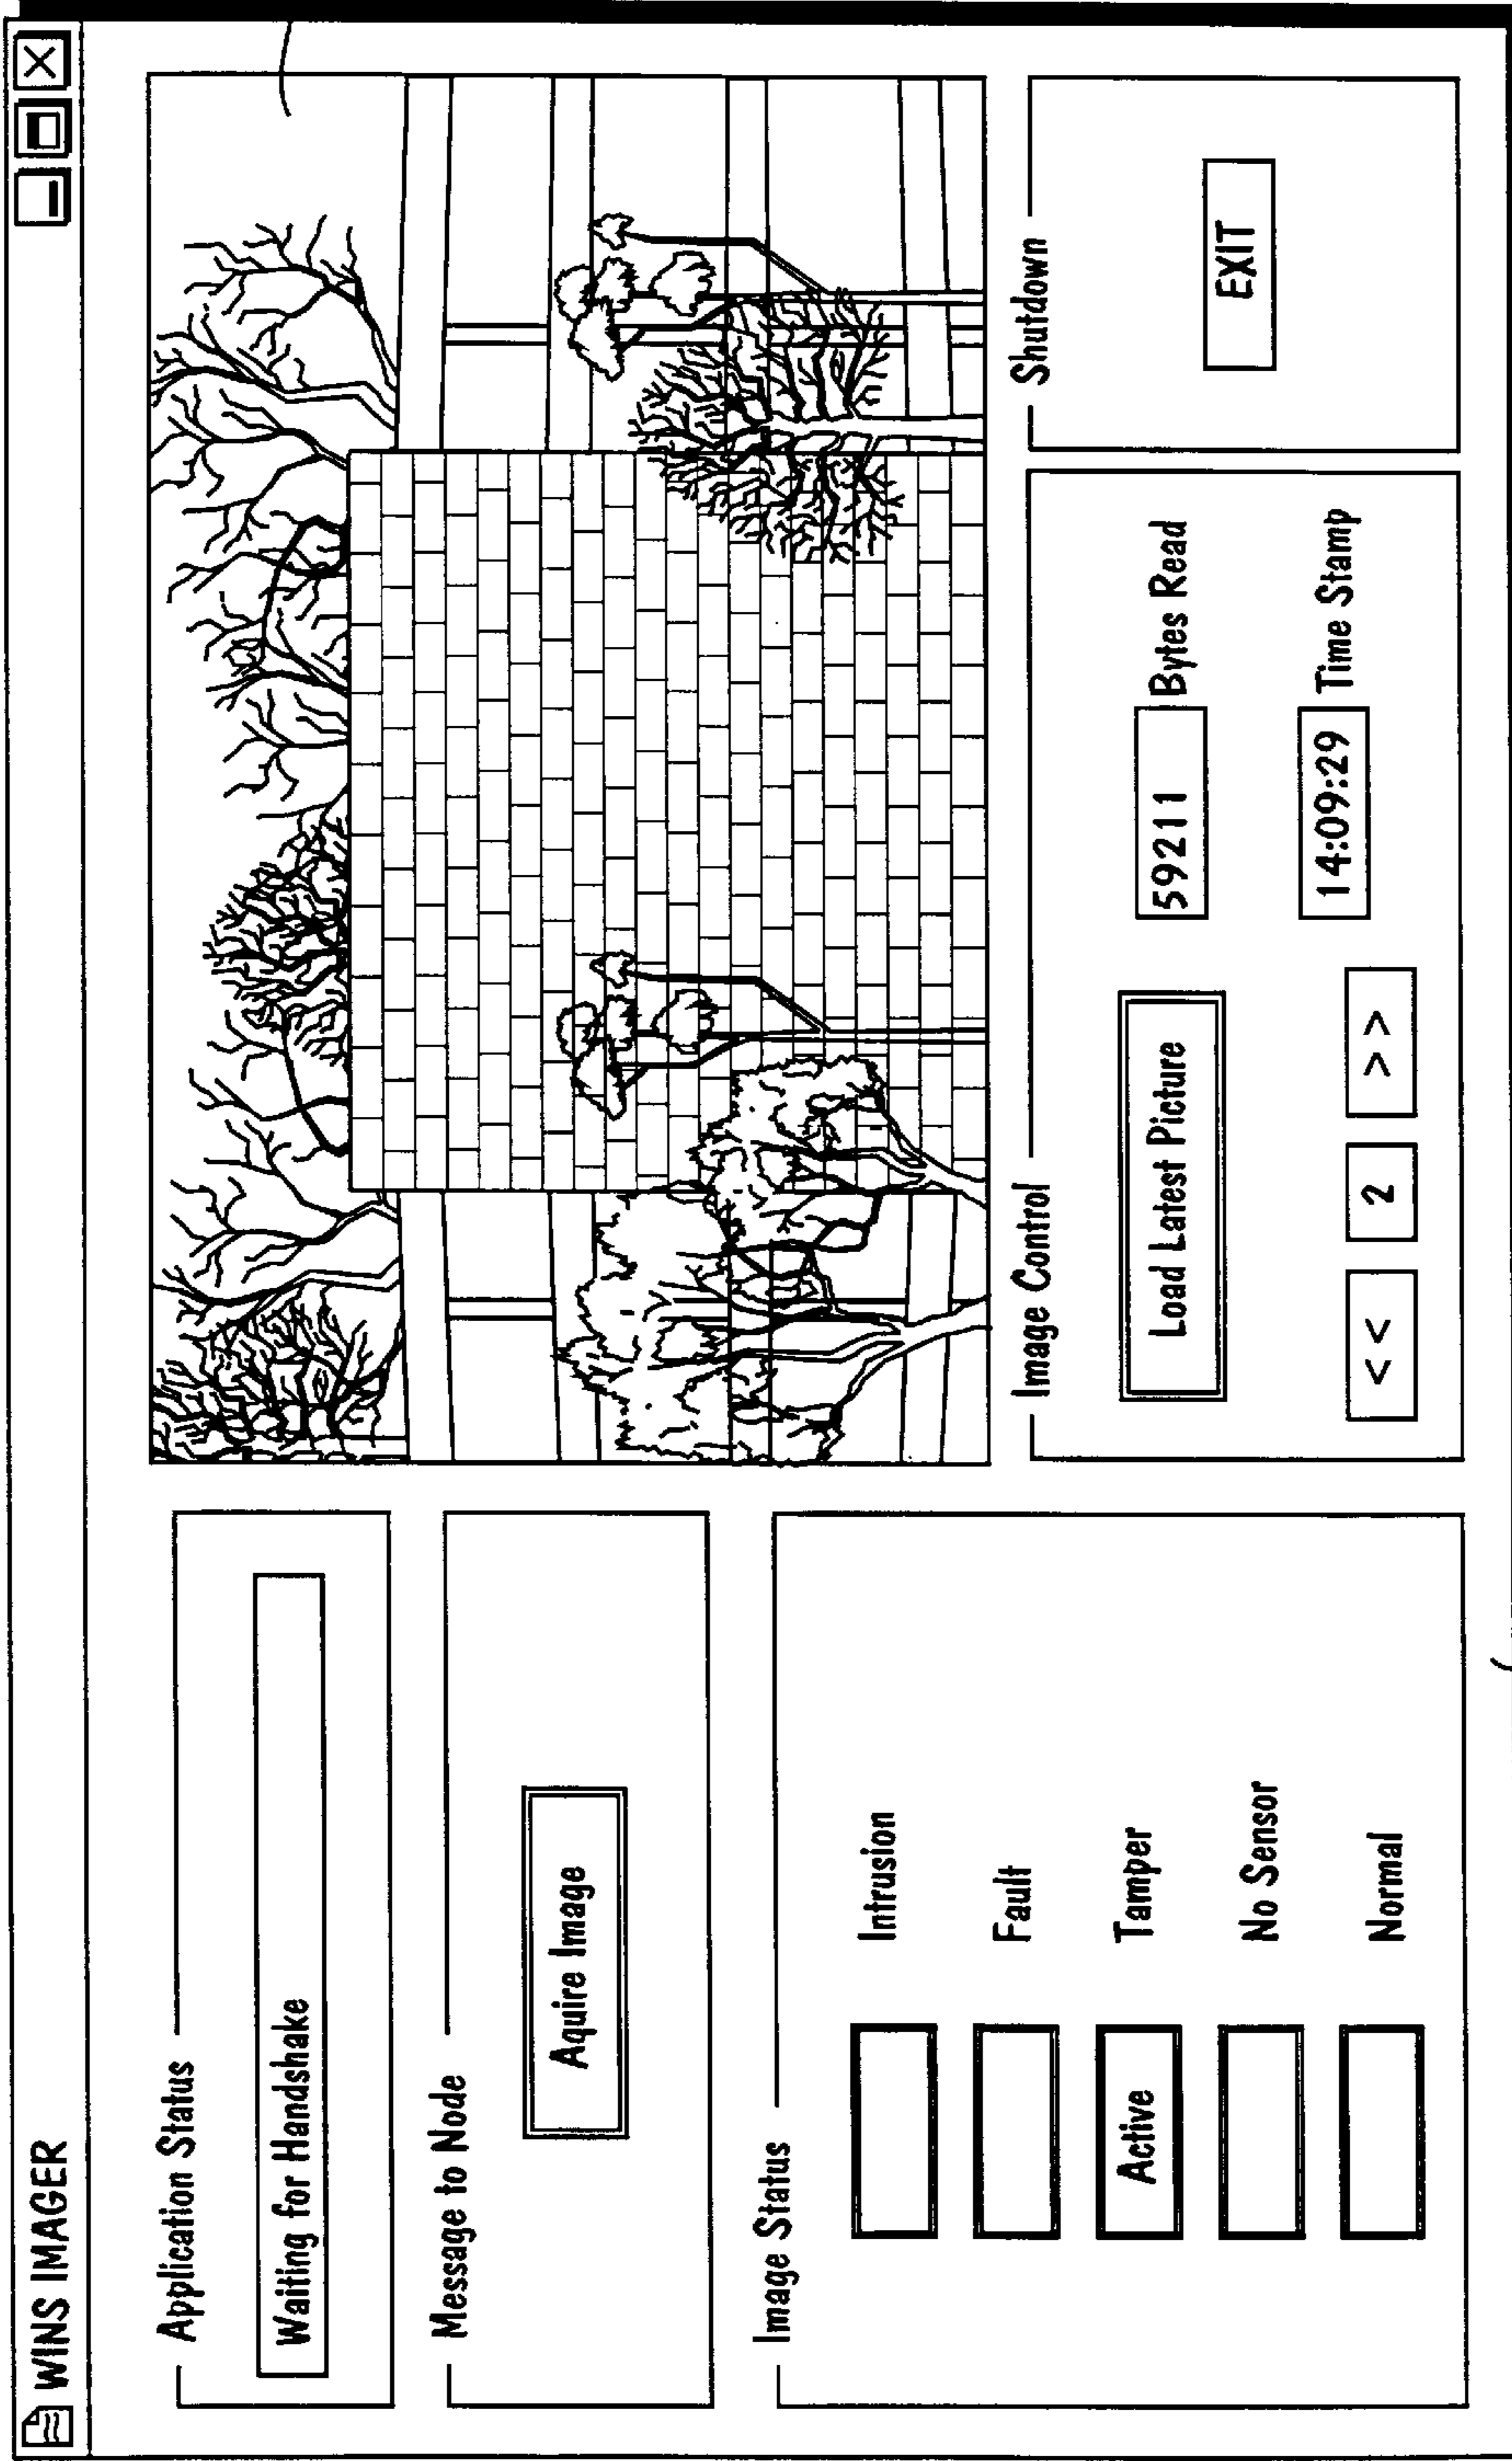 WINS IMAGER
Application Status
Waiting for Handshake
Message to Node
Aquire Image
Image Status
Intrusion
Fault
Active Tamper
No Sensor
Normal
Image Control
Load Latest Picture
59211 Bytes Read
<< 2 >>
14:09:29 Time Stamp
Shutdown
EXIT